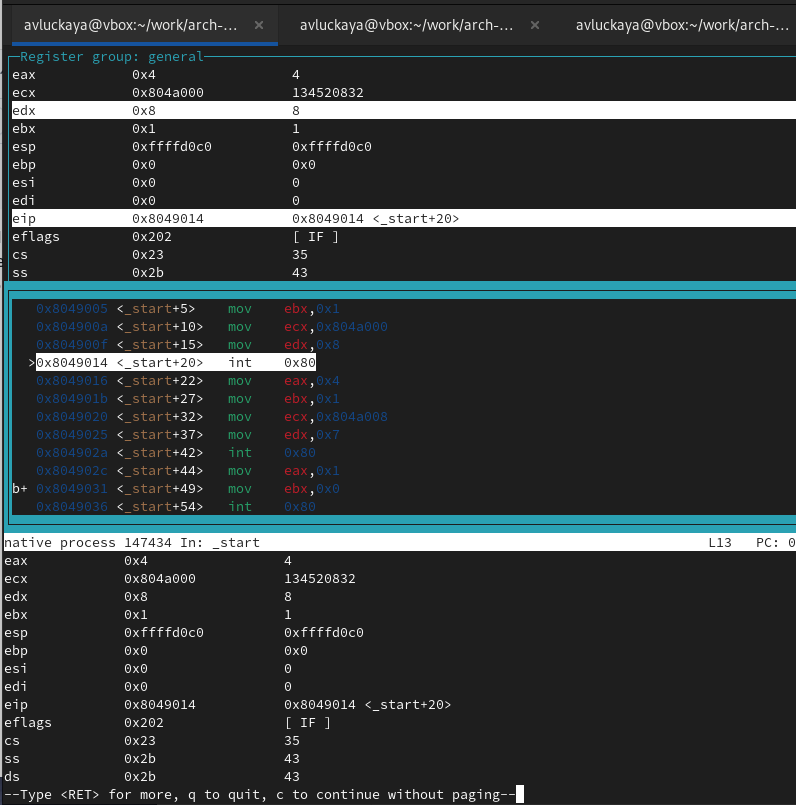 avluckaya@vbox:~/work/arch-... × avluckaya@vbox:~/work/arch-... × avluckaya@vbox:~/work/arch-...
Register group: general
eax 0x4 4
ecx 0x804a000 134520832
edx 0x8 8
ebx 0x1 1
esp 0xffffd0c0 0xffffd0c0
ebp 0x0 0x0
esi 0x0 0
edi 0x0 0
eip 0x8049014 0x8049014 <_start+20>
eflags 0x202 [ IF ]
cs 0x23 35
ss 0x2b 43
0x8049005 <_start+5> mov ebx,0x1
0x804900a <_start+10> mov ecx,0x804a000
0x804900f <_start+15> mov edx,0x8
>0x8049014 <_start+20> int 0x80
0x8049016 <_start+22> mov eax,0x4
0x804901b <_start+27> mov ebx,0x1
0x8049020 <_start+32> mov ecx,0x804a008
0x8049025 <_start+37> mov edx,0x7
0x804902a <_start+42> int 0x80
0x804902c <_start+44> mov eax,0x1
b+ 0x8049031 <_start+49> mov ebx,0x0
0x8049036 <_start+54> int 0x80
native process 147434 In: _start L13 PC: 0
eax 0x4 4
ecx 0x804a000 134520832
edx 0x8 8
ebx 0x1 1
esp 0xffffd0c0 0xffffd0c0
ebp 0x0 0x0
esi 0x0 0
edi 0x0 0
eip 0x8049014 0x8049014 <_start+20>
eflags 0x202 [ IF ]
cs 0x23 35
ss 0x2b 43
ds 0x2b 43
--Type <RET> for more, q to quit, c to continue without paging--